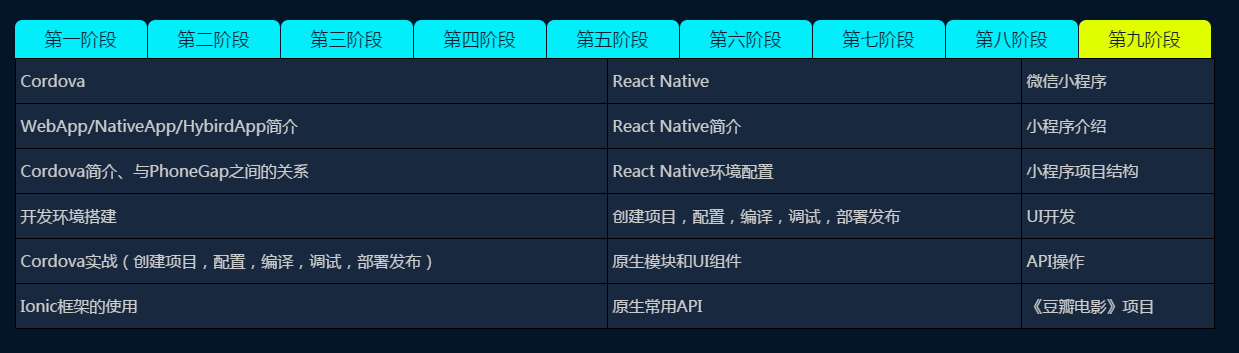 第一阶段 第二阶段 第三阶段 第四阶段 第五阶段 第六阶段 第七阶段 第八阶段 第九阶段
Cordova React Native 微信小程序
WebApp/NativeApp/HybirdApp简介 React Native简介 小程序介绍
Cordova简介、与PhoneGap之间的关系 React Native环境配置 小程序项目结构
开发环境搭建 创建项目，配置，编译，调试，部署发布 UI开发
Cordova实战（创建项目，配置，编译，调试，部署发布） 原生模块和UI组件 API操作
Ionic框架的使用 原生常用API 《豆瓣电影》项目